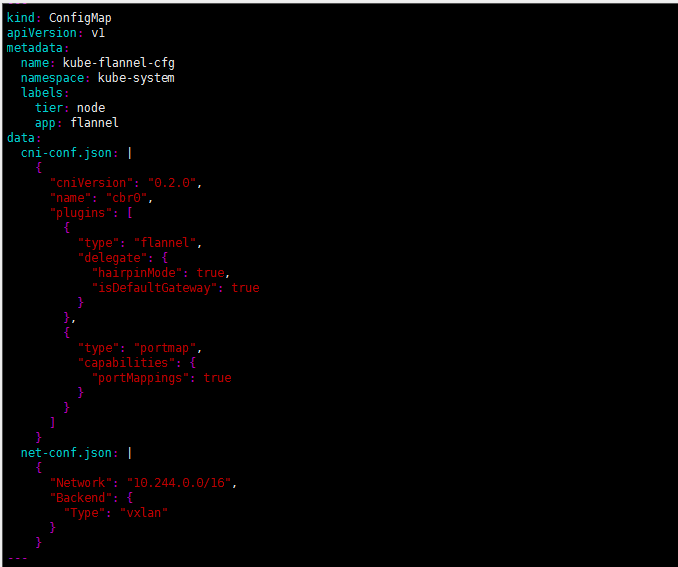 kind: ConfigMap
apiVersion: v1
metadata:
  name: kube-flannel-cfg
  namespace: kube-system
  labels:
    tier: node
    app: flannel
data:
  cni-conf.json: |
    {
      "cniVersion": "0.2.0",
      "name": "cbr0",
      "plugins": [
        {
          "type": "flannel",
          "delegate": {
            "hairpinMode": true,
            "isDefaultGateway": true
          }
        },
        {
          "type": "portmap",
          "capabilities": {
            "portMappings": true
          }
        }
      ]
    }
  net-conf.json: |
    {
      "Network": "10.244.0.0/16",
      "Backend": {
        "Type": "vxlan"
      }
    }
---